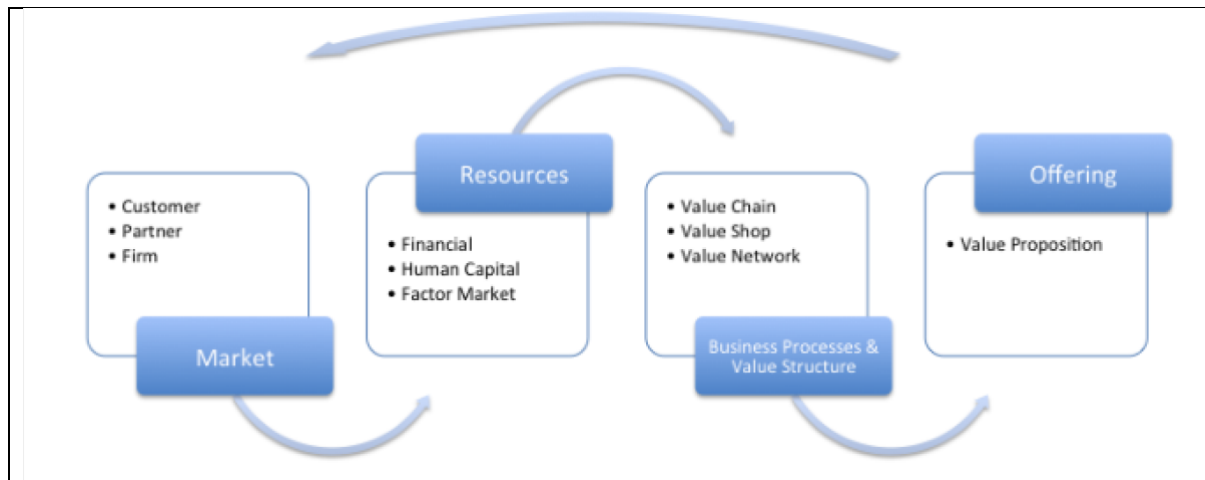 • Customer
• Partner
• Firm
Market
Resources
• Financial
• Human Capital
• Factor Market
• Value Chain
• Value Shop
• Value Network
Business Processes &
Value Structure
Offering
• Value Proposition